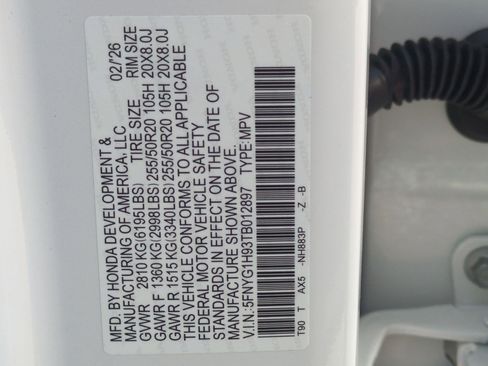 MFD. BY HONDA DEVELOPMENT &
MANUFACTURING OF AMERICA, LLC 02/'26
GVWR 2810 KG(6195LBS) TIRE SIZE RIM SIZE
GAWR F 1360 KG(2998LBS) 255/50R20 105H 20X8.0J
GAWR R 1515 KG(3340LBS) 255/50R20 105H 20X8.0J
THIS VEHICLE CONFORMS TO ALL APPLICABLE
FEDERAL MOTOR VEHICLE SAFETY
STANDARDS IN EFFECT ON THE DATE OF
MANUFACTURE SHOWN ABOVE.
V.I.N.: 5FNYG1H93TB012897 TYPE: MPV
T90 T AX5 -NH883P -Z -B